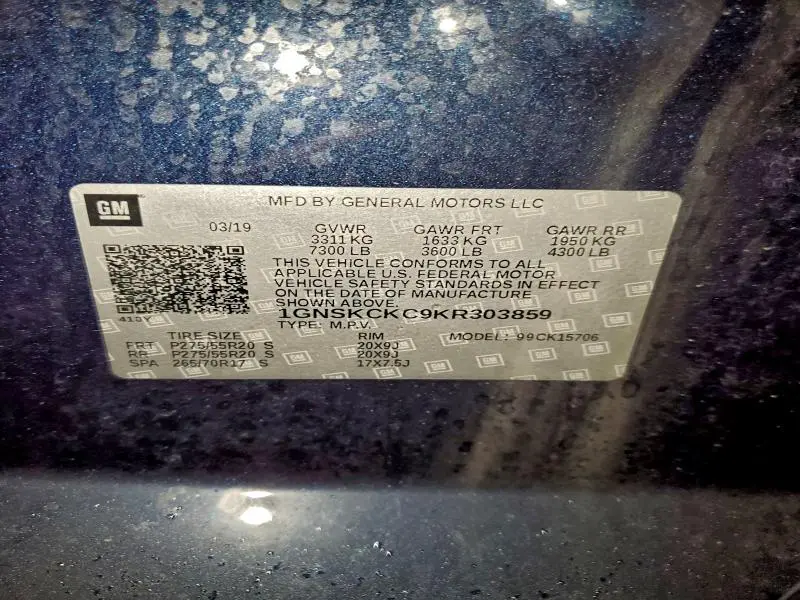 GM
MFD BY GENERAL MOTORS LLC
03/19 GVWR GAWR FRT GAWR RR
3311 KG 1633 KG 1950 KG
7300 LB 3600 LB 4300 LB
THIS VEHICLE CONFORMS TO ALL
APPLICABLE U.S. FEDERAL MOTOR
VEHICLE SAFETY STANDARDS IN EFFECT
ON THE DATE OF MANUFACTURE
SHOWN ABOVE.
1GNSKCKC9KR303859
TYPE: M.P.V.
TIRE SIZE RIM MODEL: 99CK15706
FRT P275/55R20 S 20X9J
RR P275/55R20 S 20X9J
SPA 265/70R17 S 17X7.5J